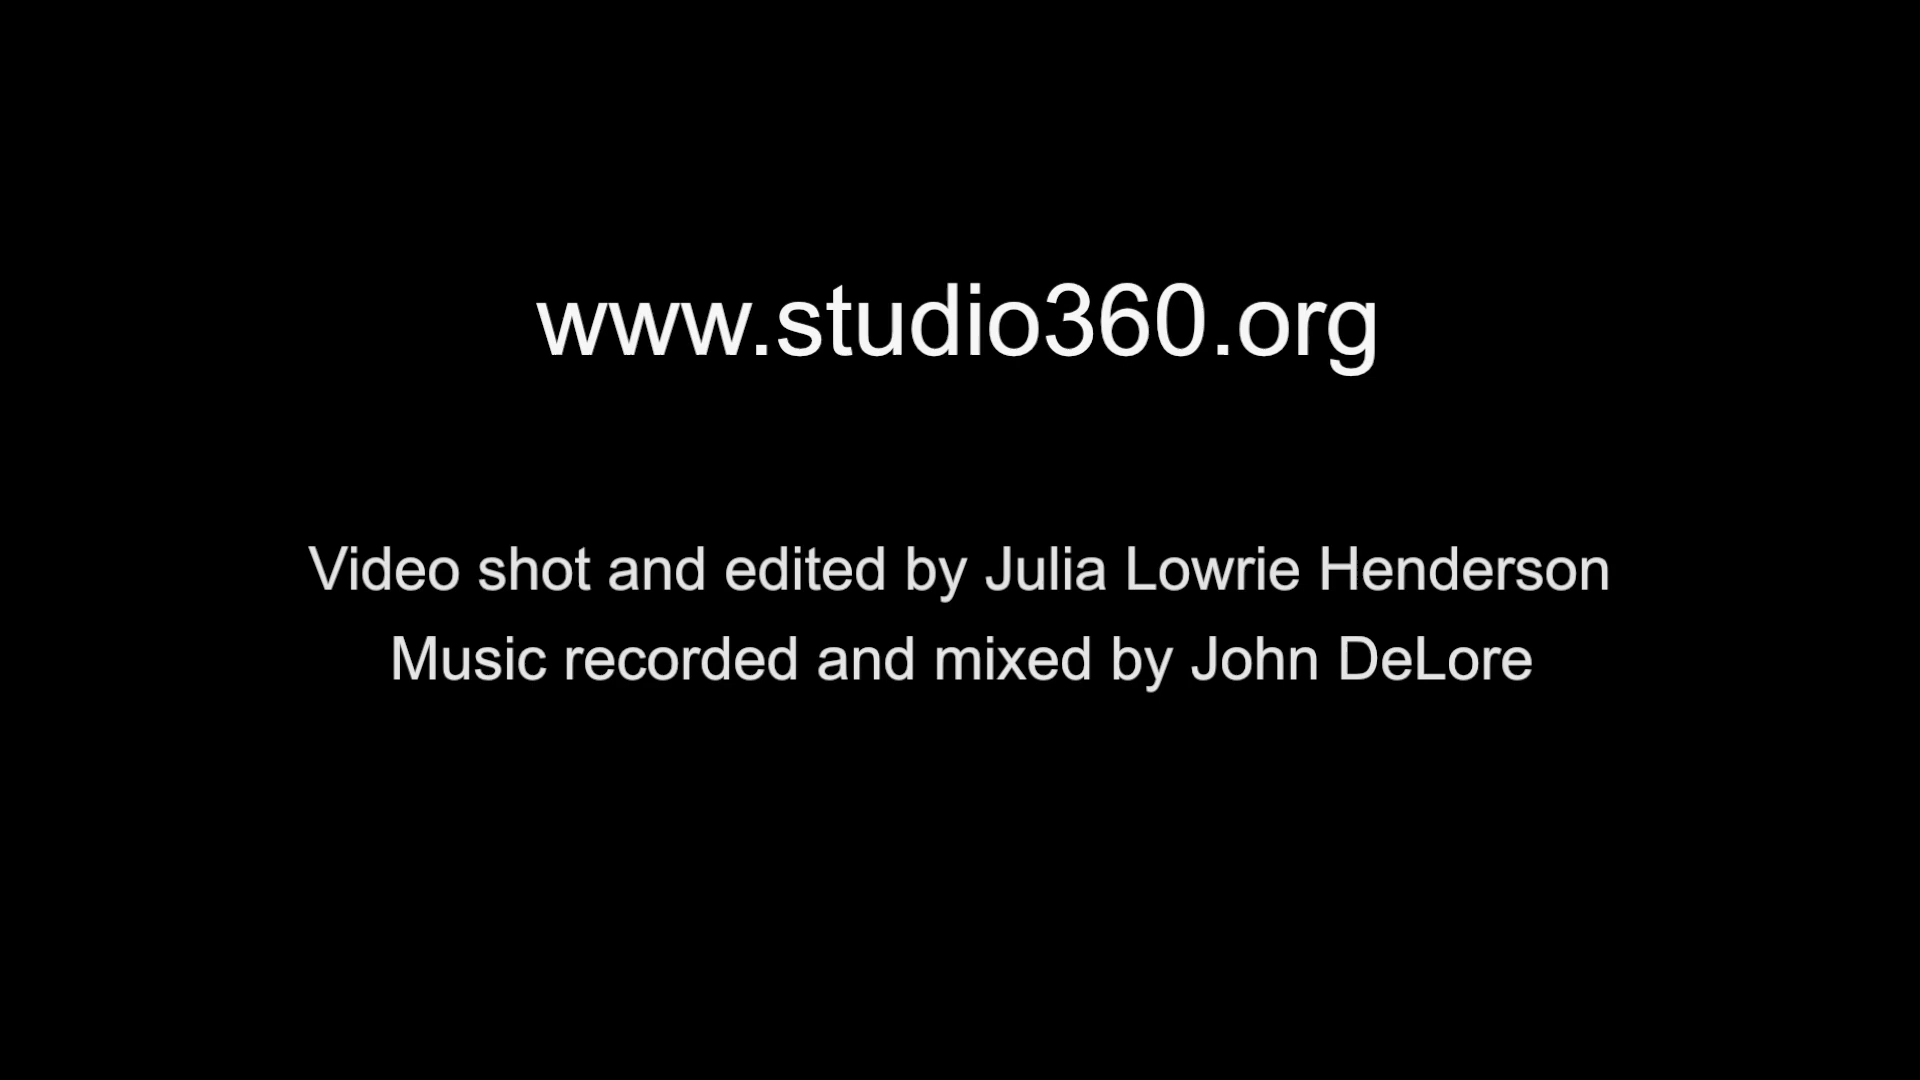 www.studio360.org
Video shot and edited by Julia Lowrie Henderson
Music recorded and mixed by John DeLore